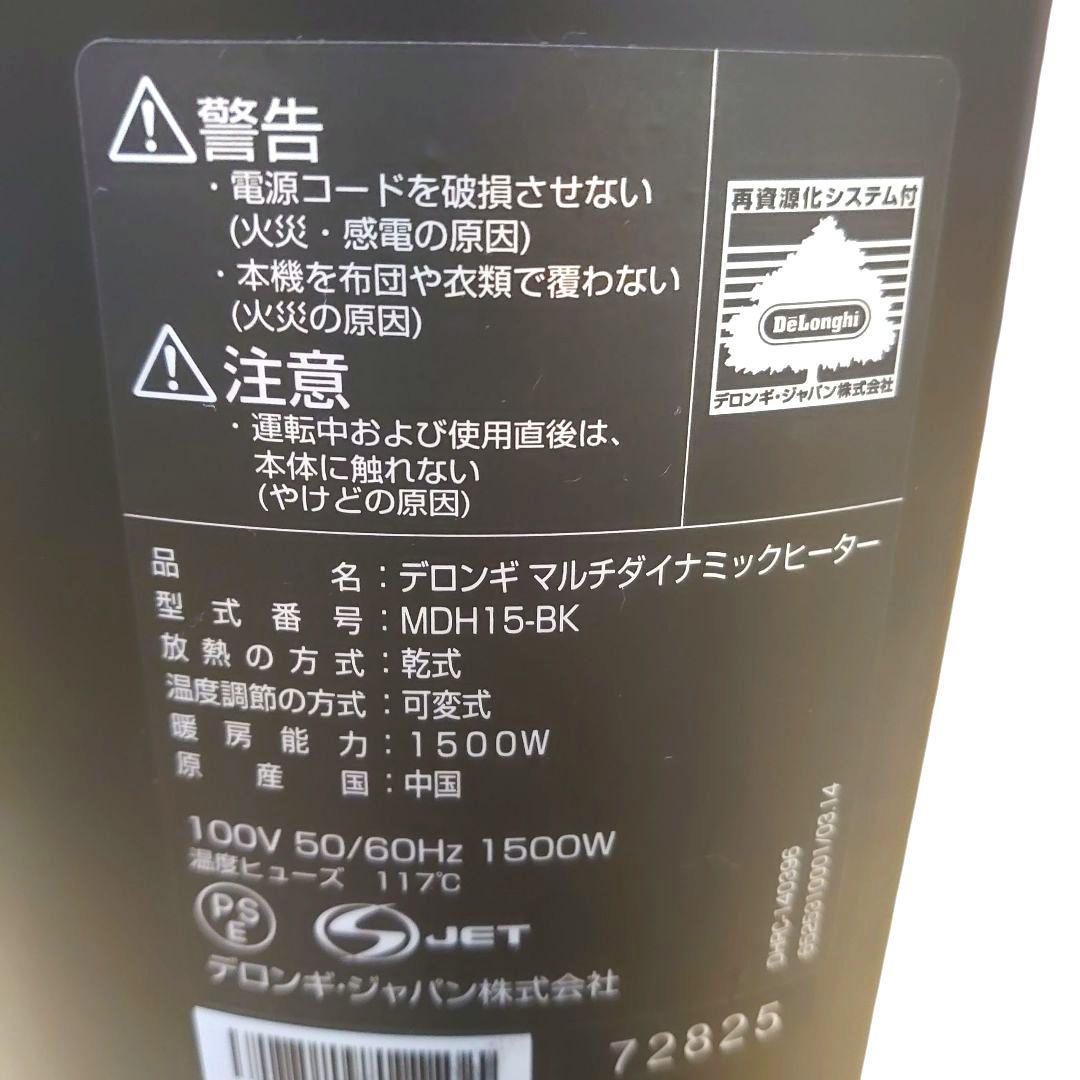 警告
・電源コードを破損させない
(火災・感電の原因)
・本機を布団や衣類で覆わない
(火災の原因)
注意
・運転中および使用直後は、
本体に触れない
(やけどの原因)
再資源化システム付
DēLonghi
デロンギ・ジャパン株式会社
品名：デロンギ マルチダイナミックヒーター
型式番号：MDH15-BK
放熱の方式：乾式
温度調節の方式：可変式
暖房能力：1500W
原産国：中国
100V 50/60Hz 1500W
温度ヒューズ 117℃
PS
E
S JET
デロンギ・ジャパン株式会社
DHRC-140396
6525310001/03.14
72825